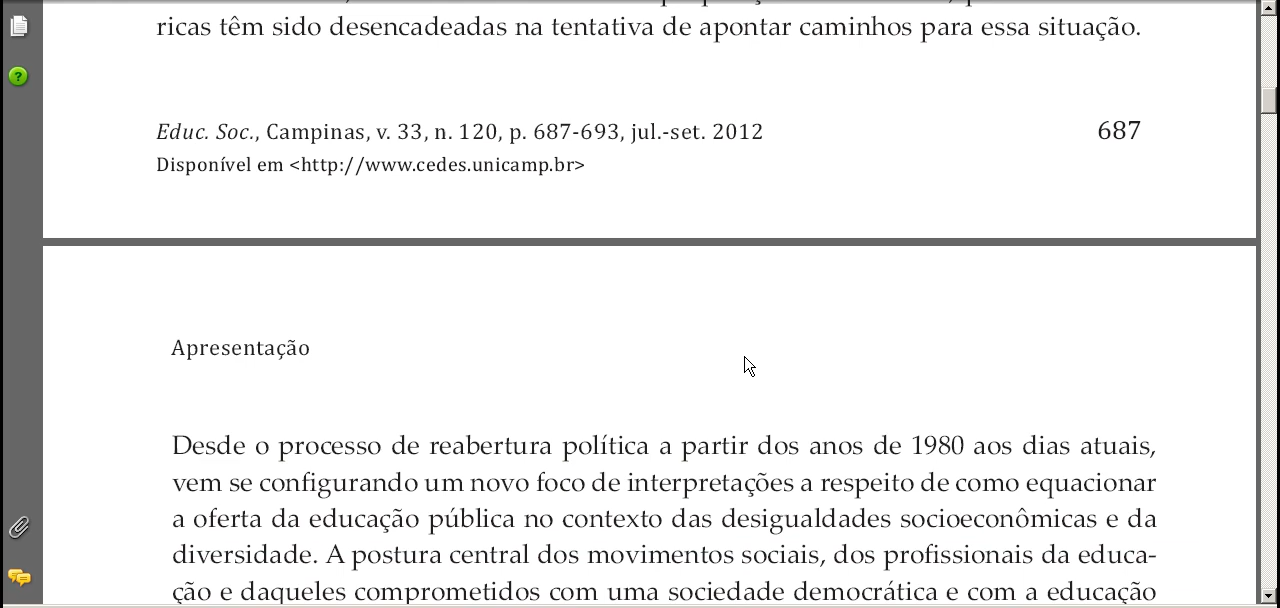 ricas têm sido desencadeadas na tentativa de apontar caminhos para essa situação.
Educ. Soc., Campinas, v. 33, n. 120, p. 687-693, jul.-set. 2012 687
Disponível em <http://www.cedes.unicamp.br>
Apresentação
Desde o processo de reabertura política a partir dos anos de 1980 aos dias atuais,
vem se configurando um novo foco de interpretações a respeito de como equacionar
a oferta da educação pública no contexto das desigualdades socioeconômicas e da
diversidade. A postura central dos movimentos sociais, dos profissionais da educa-
ção e daqueles comprometidos com uma sociedade democrática e com a educação